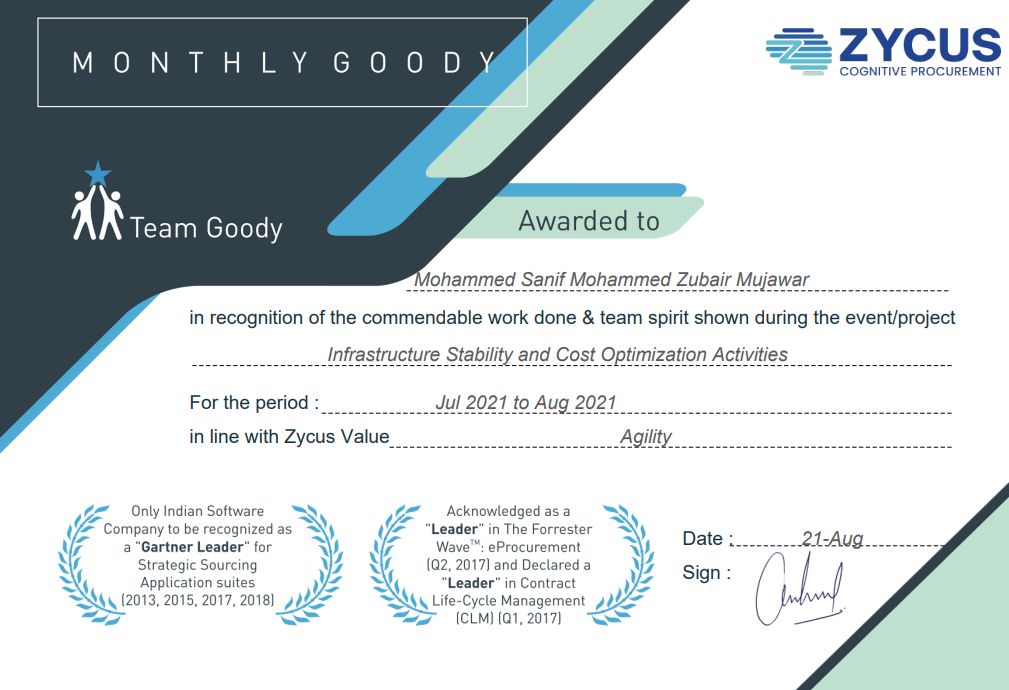 MONTHLY GOODY
ZYCUS
COGNITIVE PROCUREMENT
Team Goody
Awarded to
Mohammed Sanif Mohammed Zubair Mujawar
in recognition of the commendable work done & team spirit shown during the event/project
Infrastructure Stability and Cost Optimization Activities
For the period : Jul 2021 to Aug 2021
in line with Zycus Value Agility
Only Indian Software
Company to be recognized as
a "Gartner Leader" for
Strategic Sourcing
Application suites
(2013, 2015, 2017, 2018)
Acknowledged as a
"Leader" in The Forrester
Wave™: eProcurement
(Q2, 2017) and Declared a
"Leader" in Contract
Life-Cycle Management
(CLM) (Q1, 2017)
Date : 21-Aug
Sign :